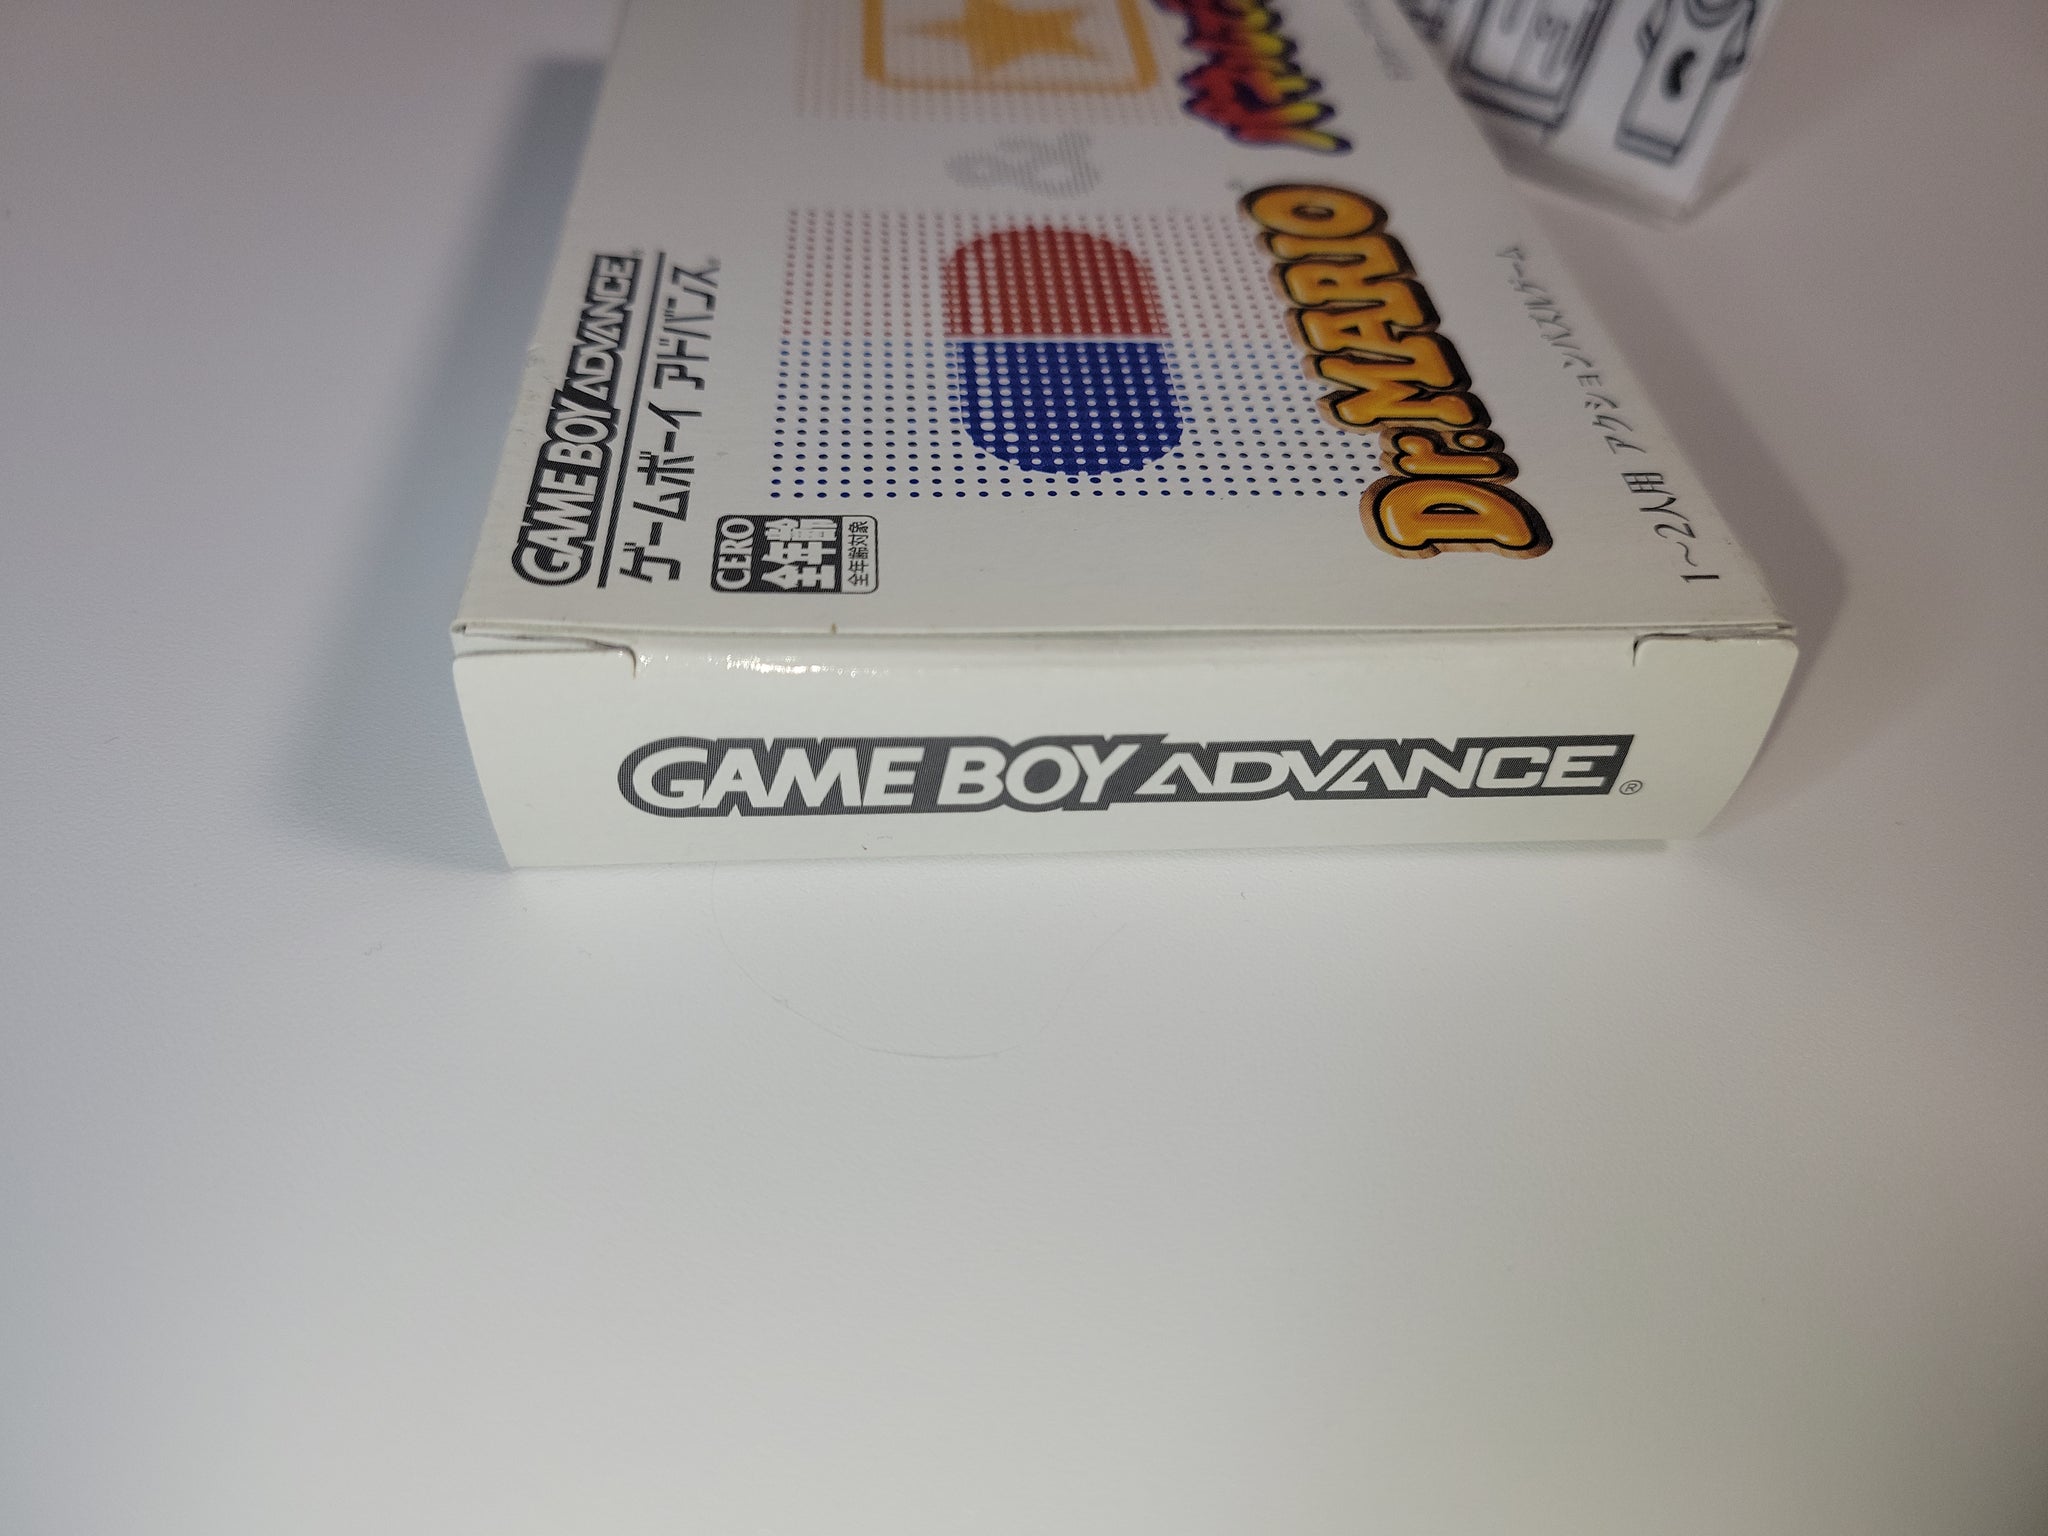 GAME BOY ADVANCE
ゲームボーイ アドバンス
CERO
全年齢
全年齢対象
&
Dr. MARIO
1~2人用 アクションパズルゲーム
GAME BOY ADVANCE®